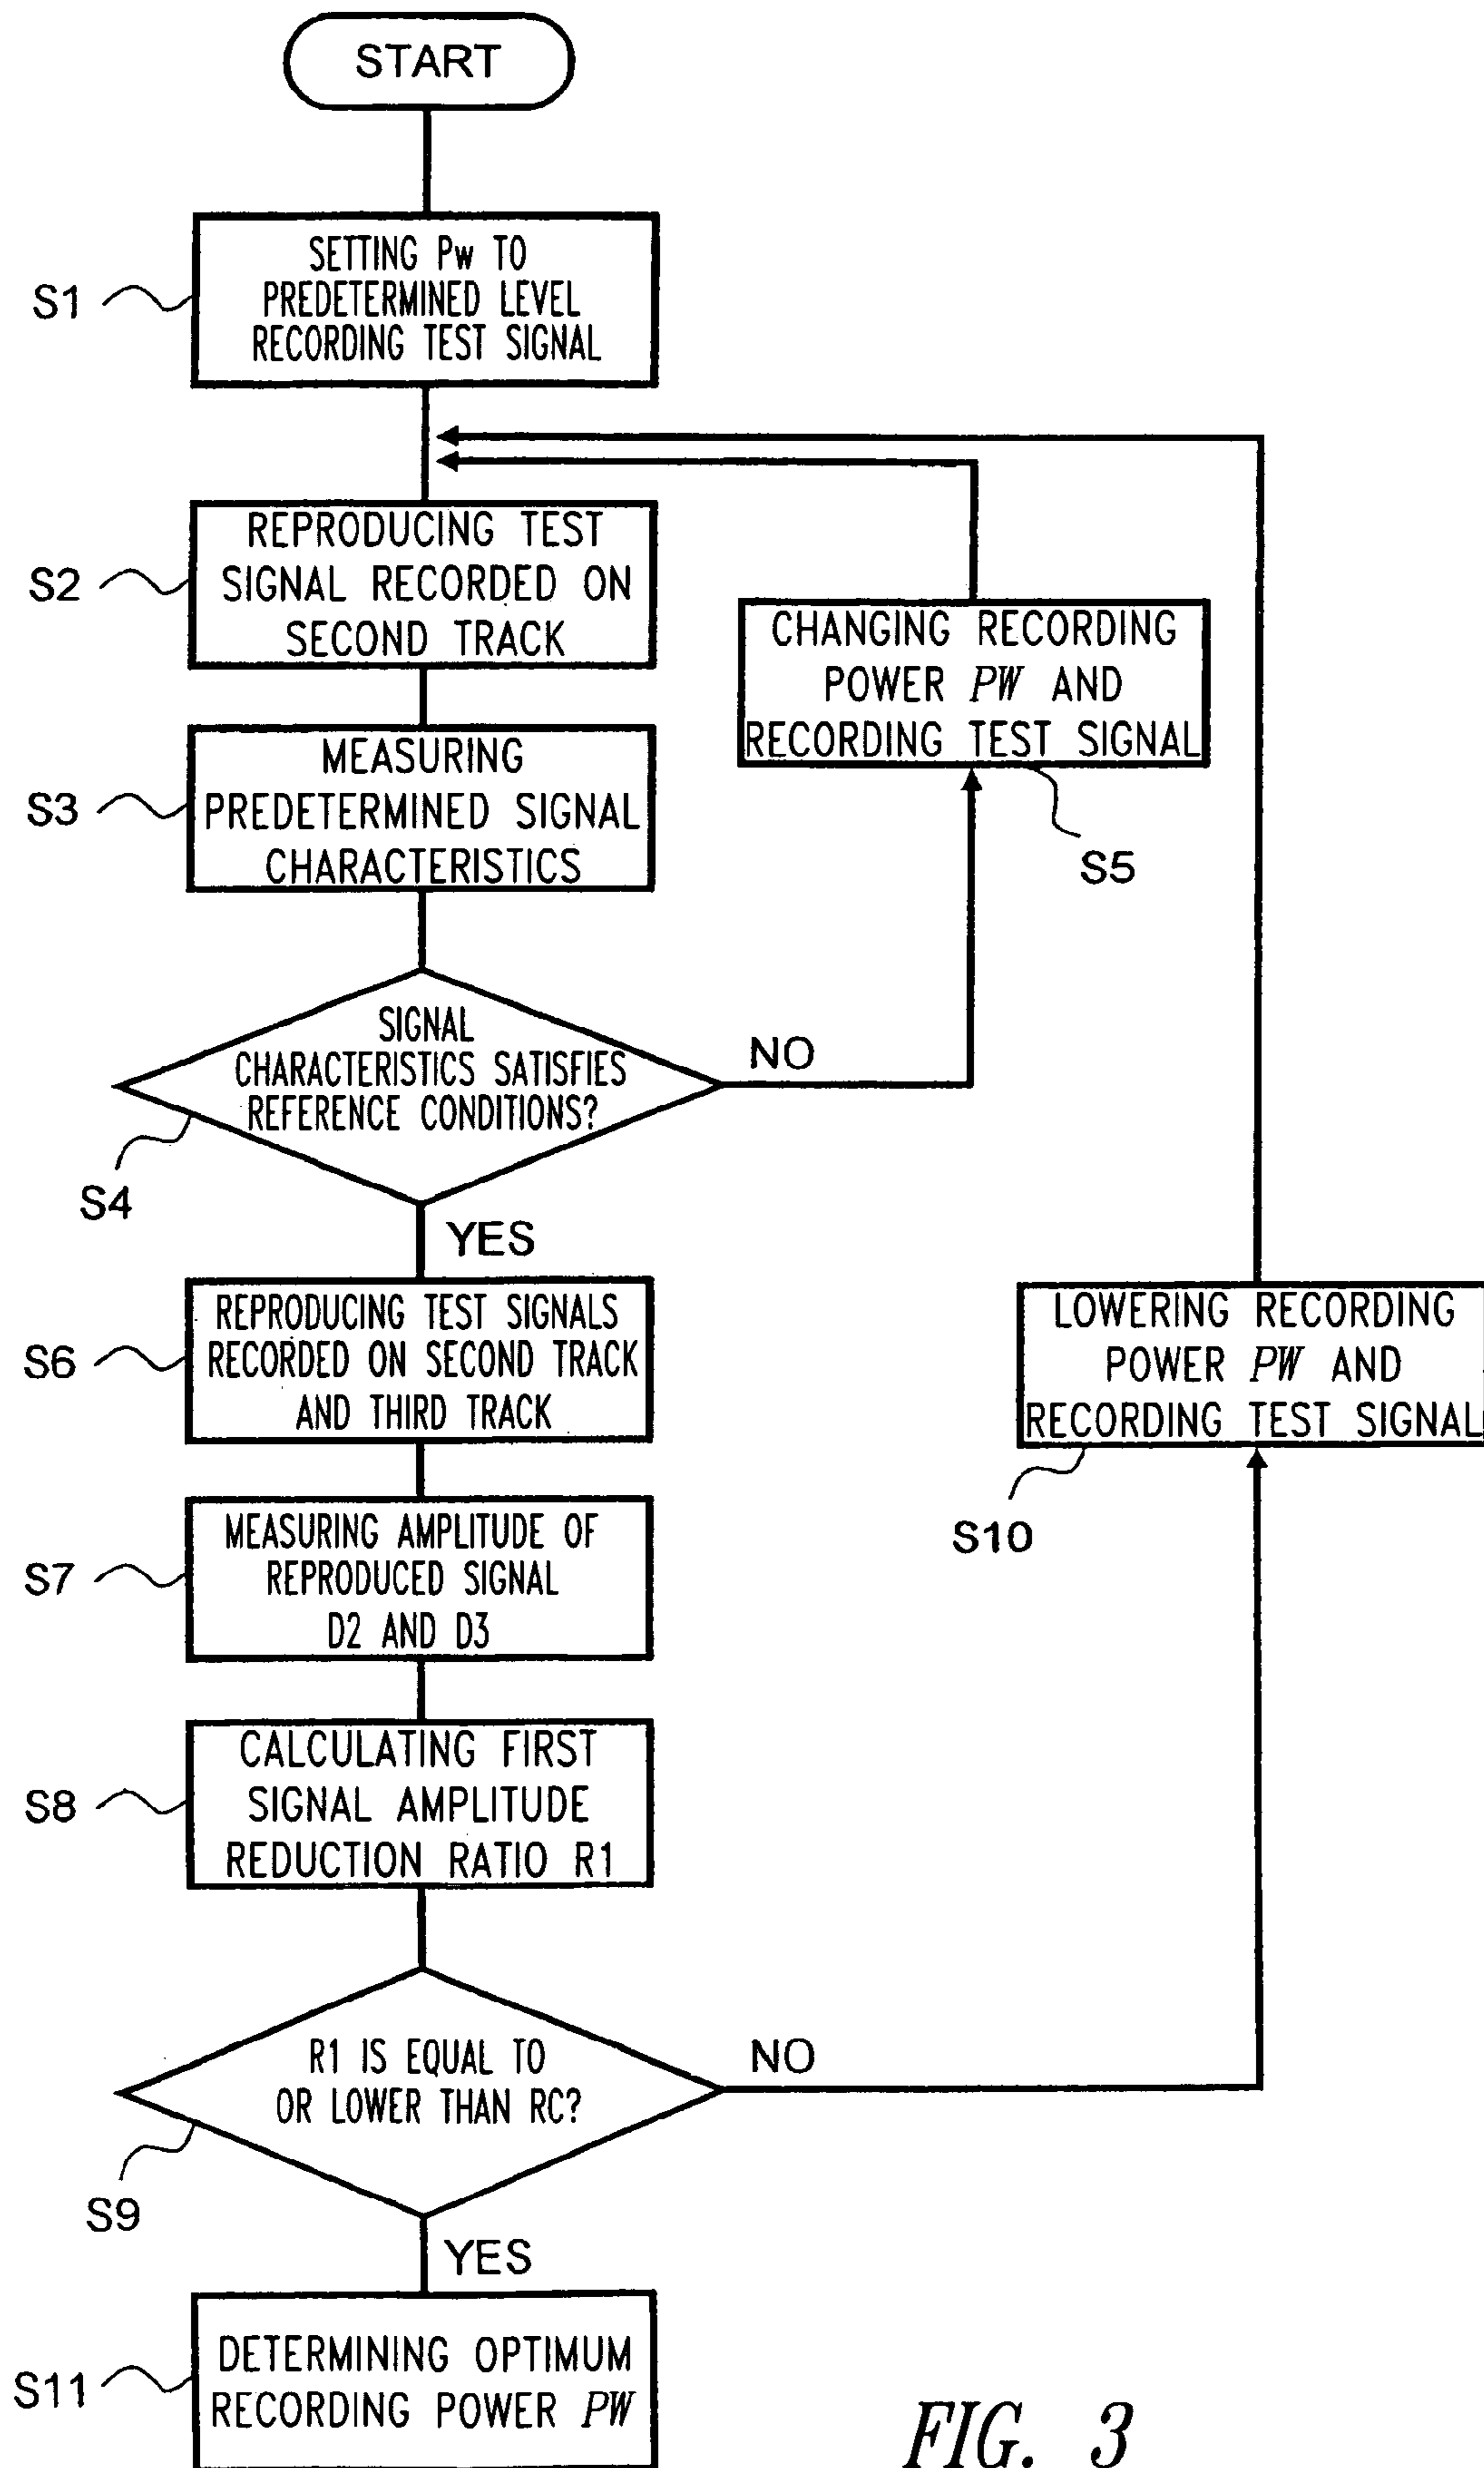 START
S1
SETTING Pw TO
PREDETERMINED LEVEL
RECORDING TEST SIGNAL
S2
REPRODUCING TEST
SIGNAL RECORDED ON
SECOND TRACK
CHANGING RECORDING
POWER PW AND
RECORDING TEST SIGNAL
S5
S3
MEASURING
PREDETERMINED SIGNAL
CHARACTERISTICS
SIGNAL
CHARACTERISTICS SATISFIES
REFERENCE CONDITIONS?
NO
S4
YES
S6
REPRODUCING TEST SIGNALS
RECORDED ON SECOND TRACK
AND THIRD TRACK
LOWERING RECORDING
POWER PW AND
RECORDING TEST SIGNAL
S10
S7
MEASURING AMPLITUDE OF
REPRODUCED SIGNAL
D2 AND D3
S8
CALCULATING FIRST
SIGNAL AMPLITUDE
REDUCTION RATIO R1
R1 IS EQUAL TO
OR LOWER THAN RC?
NO
S9
YES
S11
DETERMINING OPTIMUM
RECORDING POWER PW
FIG. 3